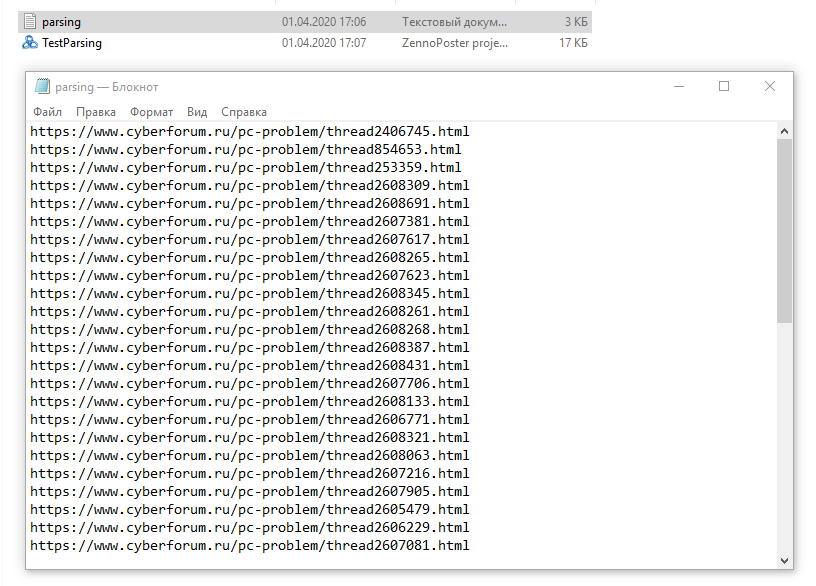 parsing 01.04.2020 17:06 Текстовый докум... 3 КБ
TestParsing 01.04.2020 17:07 ZennoPoster proje... 17 КБ
parsing — Блокнот
Файл Правка Формат Вид Справка
https://www.cyberforum.ru/pc-problem/thread2406745.html
https://www.cyberforum.ru/pc-problem/thread854653.html
https://www.cyberforum.ru/pc-problem/thread253359.html
https://www.cyberforum.ru/pc-problem/thread2608309.html
https://www.cyberforum.ru/pc-problem/thread2608691.html
https://www.cyberforum.ru/pc-problem/thread2607381.html
https://www.cyberforum.ru/pc-problem/thread2607617.html
https://www.cyberforum.ru/pc-problem/thread2608265.html
https://www.cyberforum.ru/pc-problem/thread2607623.html
https://www.cyberforum.ru/pc-problem/thread2608345.html
https://www.cyberforum.ru/pc-problem/thread2608261.html
https://www.cyberforum.ru/pc-problem/thread2608268.html
https://www.cyberforum.ru/pc-problem/thread2608387.html
https://www.cyberforum.ru/pc-problem/thread2608431.html
https://www.cyberforum.ru/pc-problem/thread2607706.html
https://www.cyberforum.ru/pc-problem/thread2608133.html
https://www.cyberforum.ru/pc-problem/thread2606771.html
https://www.cyberforum.ru/pc-problem/thread2608321.html
https://www.cyberforum.ru/pc-problem/thread2608063.html
https://www.cyberforum.ru/pc-problem/thread2607216.html
https://www.cyberforum.ru/pc-problem/thread2607905.html
https://www.cyberforum.ru/pc-problem/thread2605479.html
https://www.cyberforum.ru/pc-problem/thread2606229.html
https://www.cyberforum.ru/pc-problem/thread2607081.html